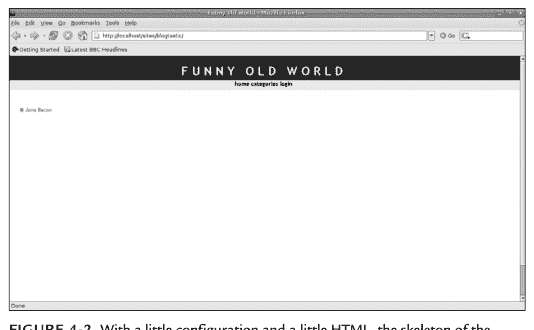 Funny old world - Mozilla Firefox
File Edit View Go Bookmarks Tools Help
http://localhost/sites/blogtastic/
Go
Getting Started Latest BBC Headlines
FUNNY OLD WORLD
home categories login
© Jono Bacon
Done
FIGURE 4-2. With a little configuration and a little HTML, the skeleton of the